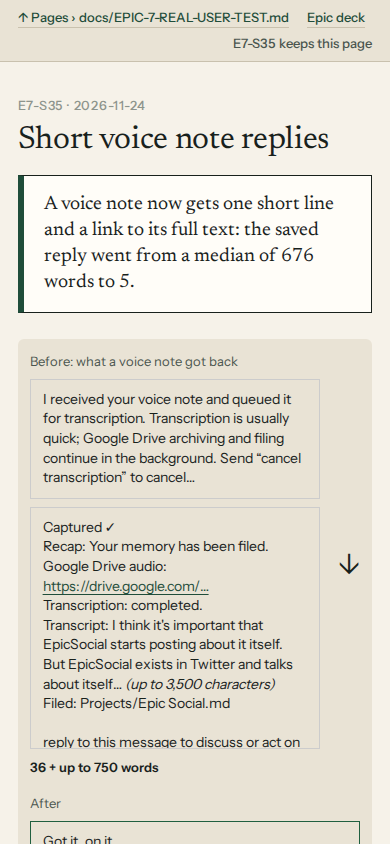 ↑ Pages › docs/EPIC-7-REAL-USER-TEST.md Epic deck
E7-S35 keeps this page
E7-S35 · 2026-11-24
Short voice note replies
A voice note now gets one short line
and a link to its full text: the saved
reply went from a median of 676
words to 5.
Before: what a voice note got back
I received your voice note and queued it
for transcription. Transcription is usually
quick; Google Drive archiving and filing
continue in the background. Send “cancel
transcription” to cancel…
Captured ✓
Recap: Your memory has been filed.
Google Drive audio:
https://drive.google.com/…
Transcription: completed.
Transcript: I think it's important that
EpicSocial starts posting about it itself.
But EpicSocial exists in Twitter and talks
about itself… (up to 3,500 characters)
Filed: Projects/Epic Social.md
reply to this message to discuss or act on
↓
36 + up to 750 words
After
Got it, on it